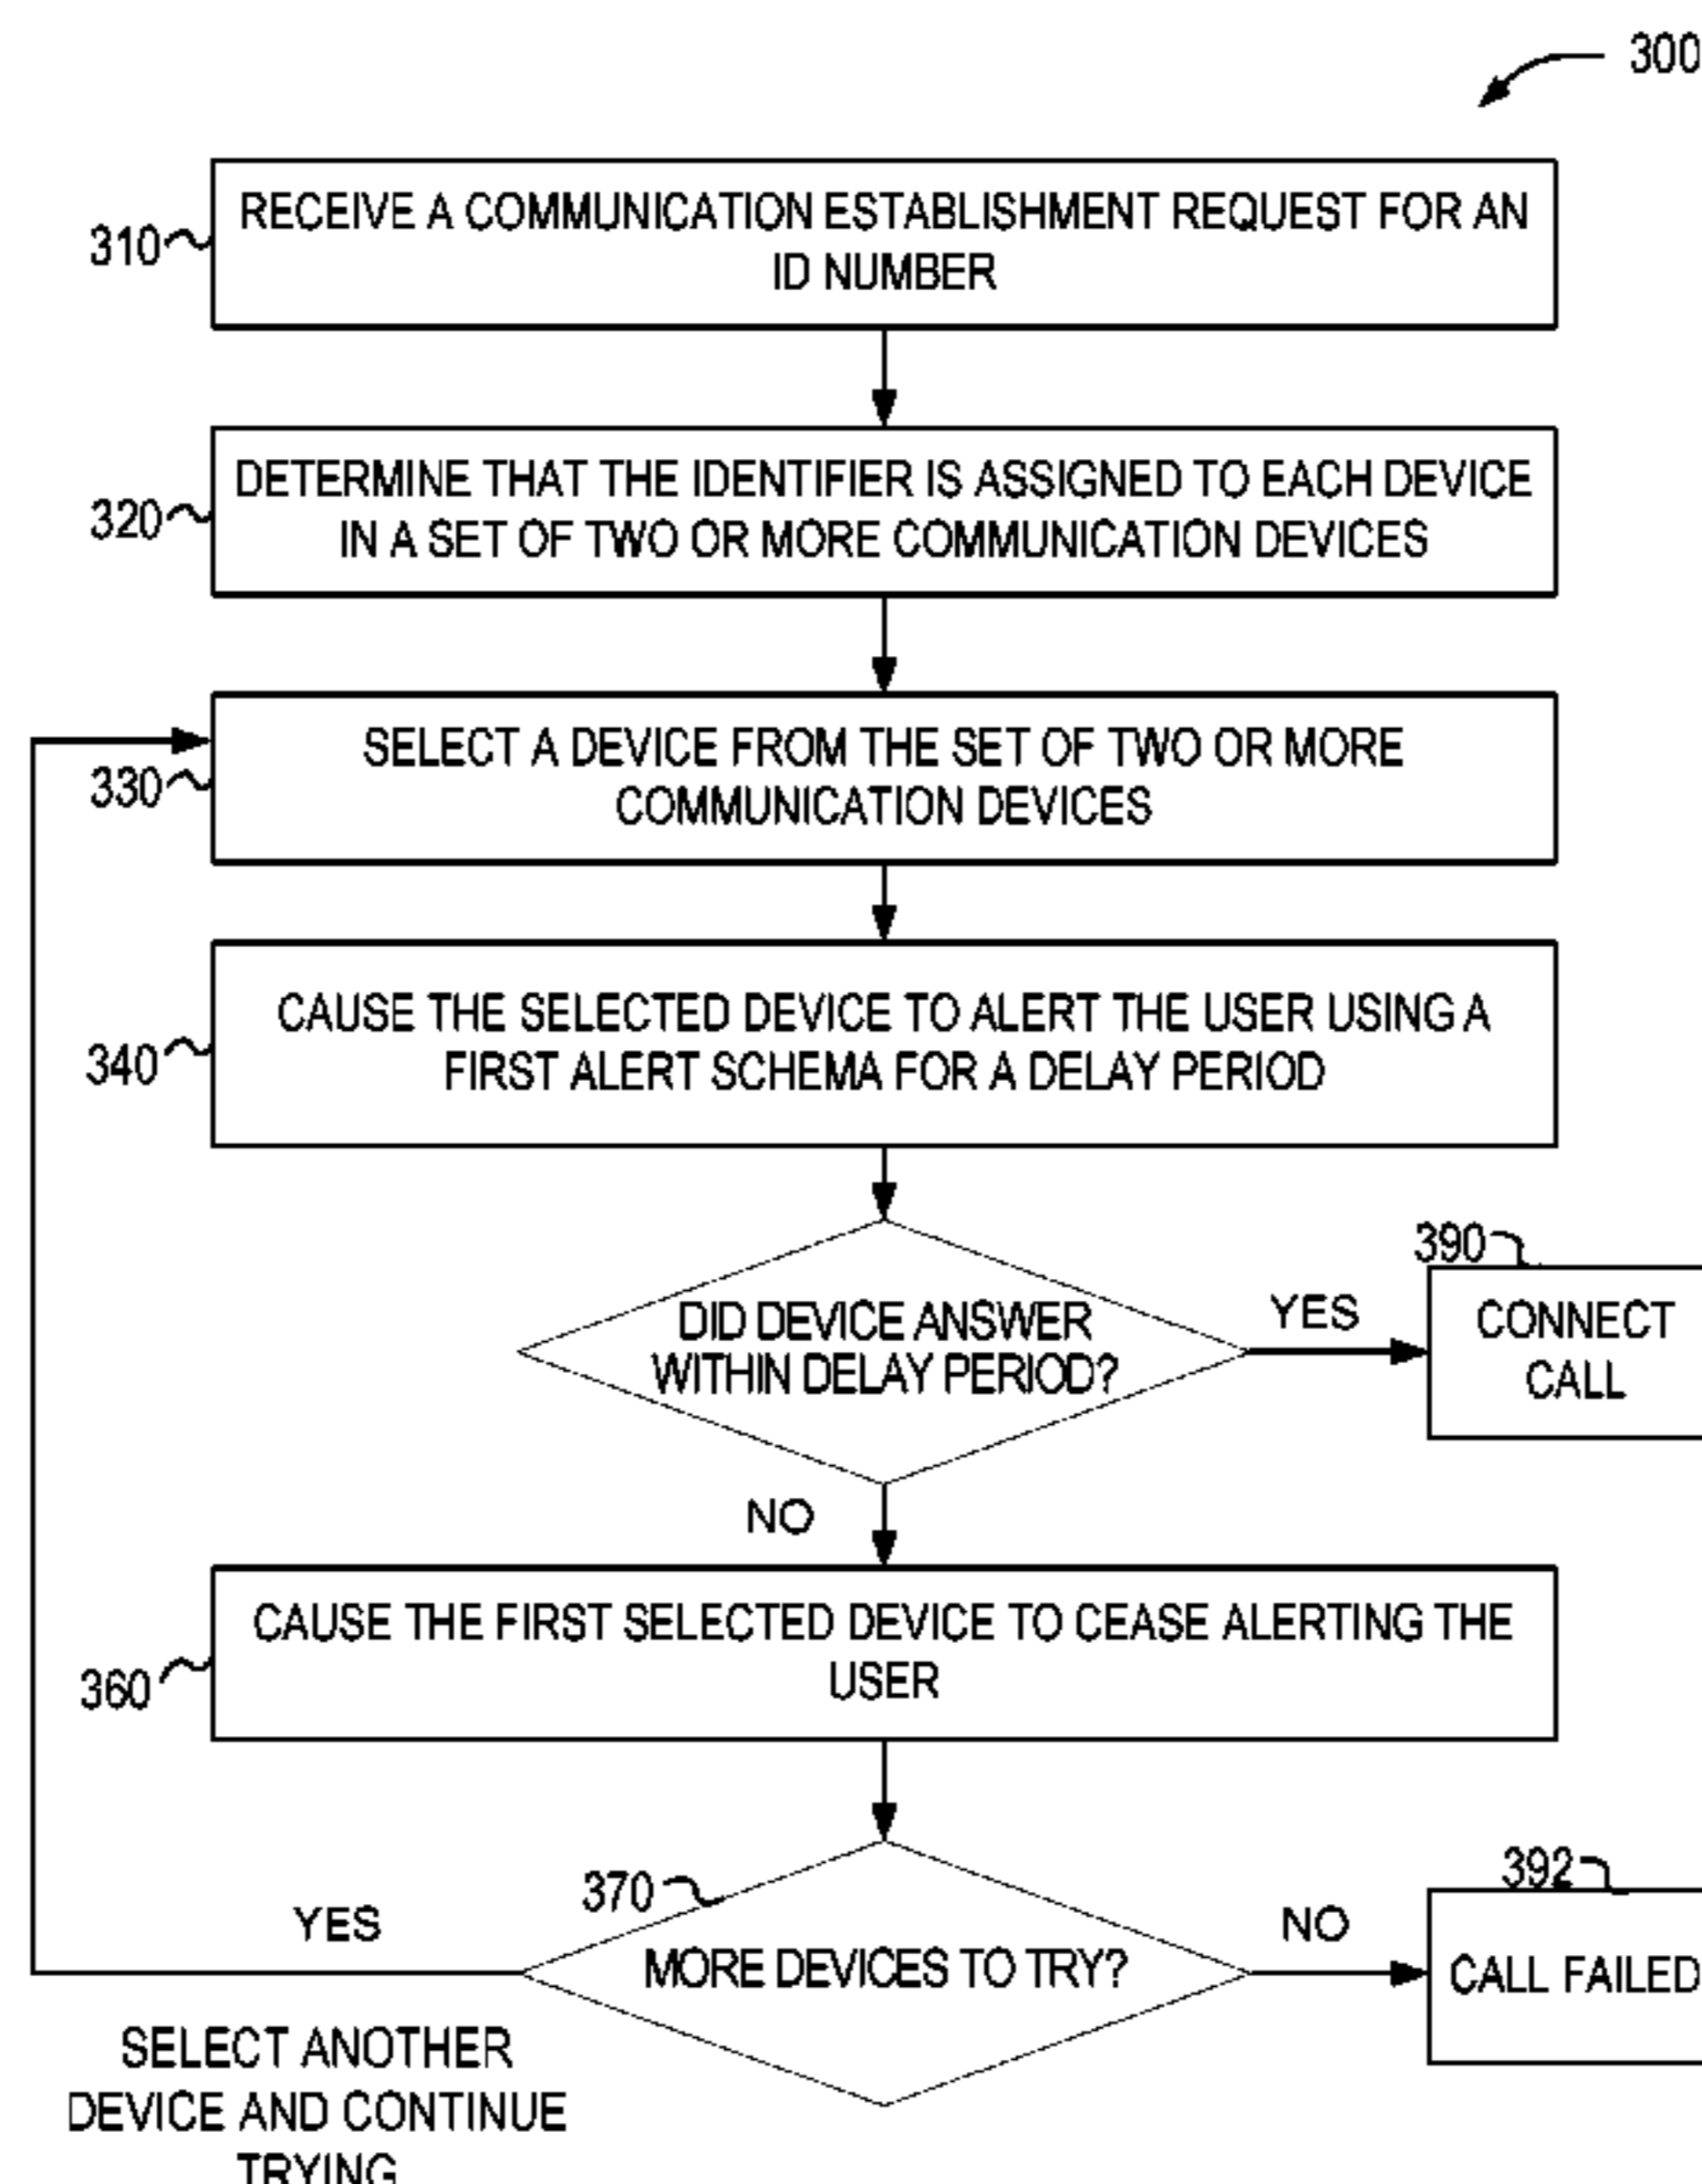 300
310
RECEIVE A COMMUNICATION ESTABLISHMENT REQUEST FOR AN
ID NUMBER
320
DETERMINE THAT THE IDENTIFIER IS ASSIGNED TO EACH DEVICE
IN A SET OF TWO OR MORE COMMUNICATION DEVICES
330
SELECT A DEVICE FROM THE SET OF TWO OR MORE
COMMUNICATION DEVICES
340
CAUSE THE SELECTED DEVICE TO ALERT THE USER USING A
FIRST ALERT SCHEMA FOR A DELAY PERIOD
DID DEVICE ANSWER
WITHIN DELAY PERIOD?
YES
390
CONNECT
CALL
NO
360
CAUSE THE FIRST SELECTED DEVICE TO CEASE ALERTING THE
USER
370
MORE DEVICES TO TRY?
NO
392
CALL FAILED
YES
SELECT ANOTHER
DEVICE AND CONTINUE
TRYING